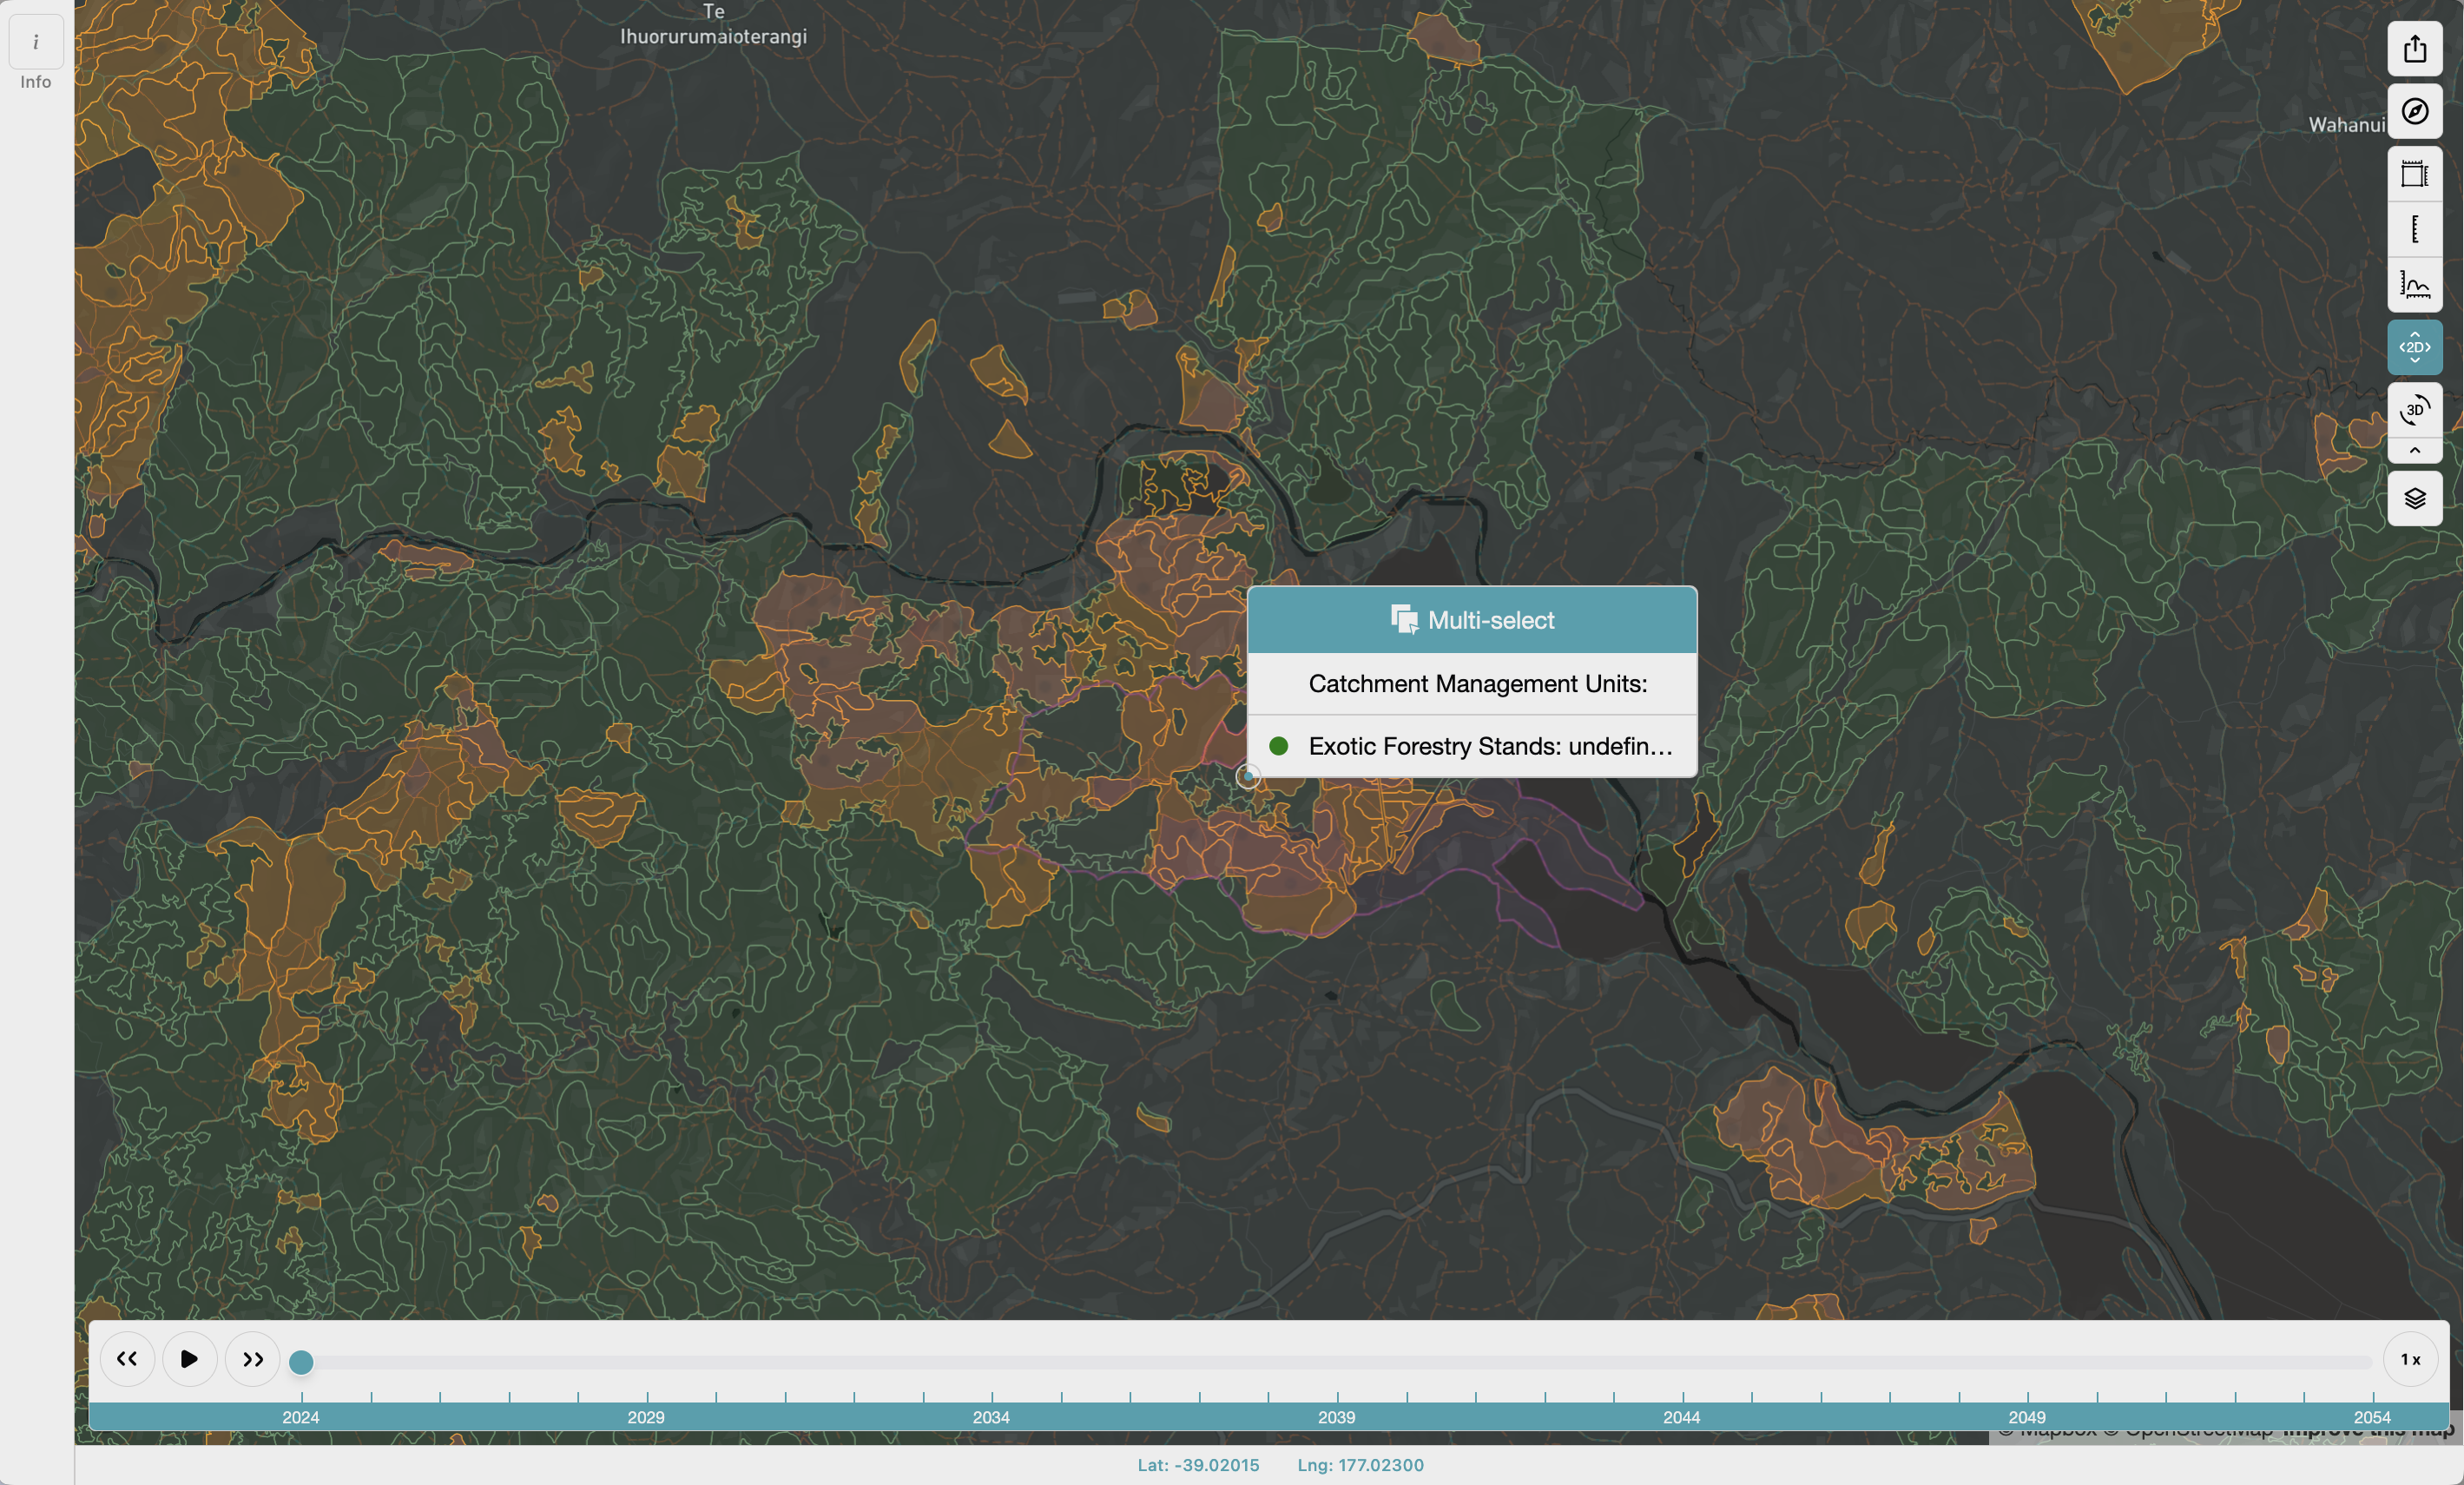 Te
Ihuorurumaioterangi
i
Info
Wahanui
<2D>
3D
Multi-select
Catchment Management Units:
Exotic Forestry Stands: undefin...
1 x
2024
2029
2034
2039
2044
2049
2054
© Mapbox © OpenStreetMap Improve this map
Lat: -39.02015
Lng: 177.02300